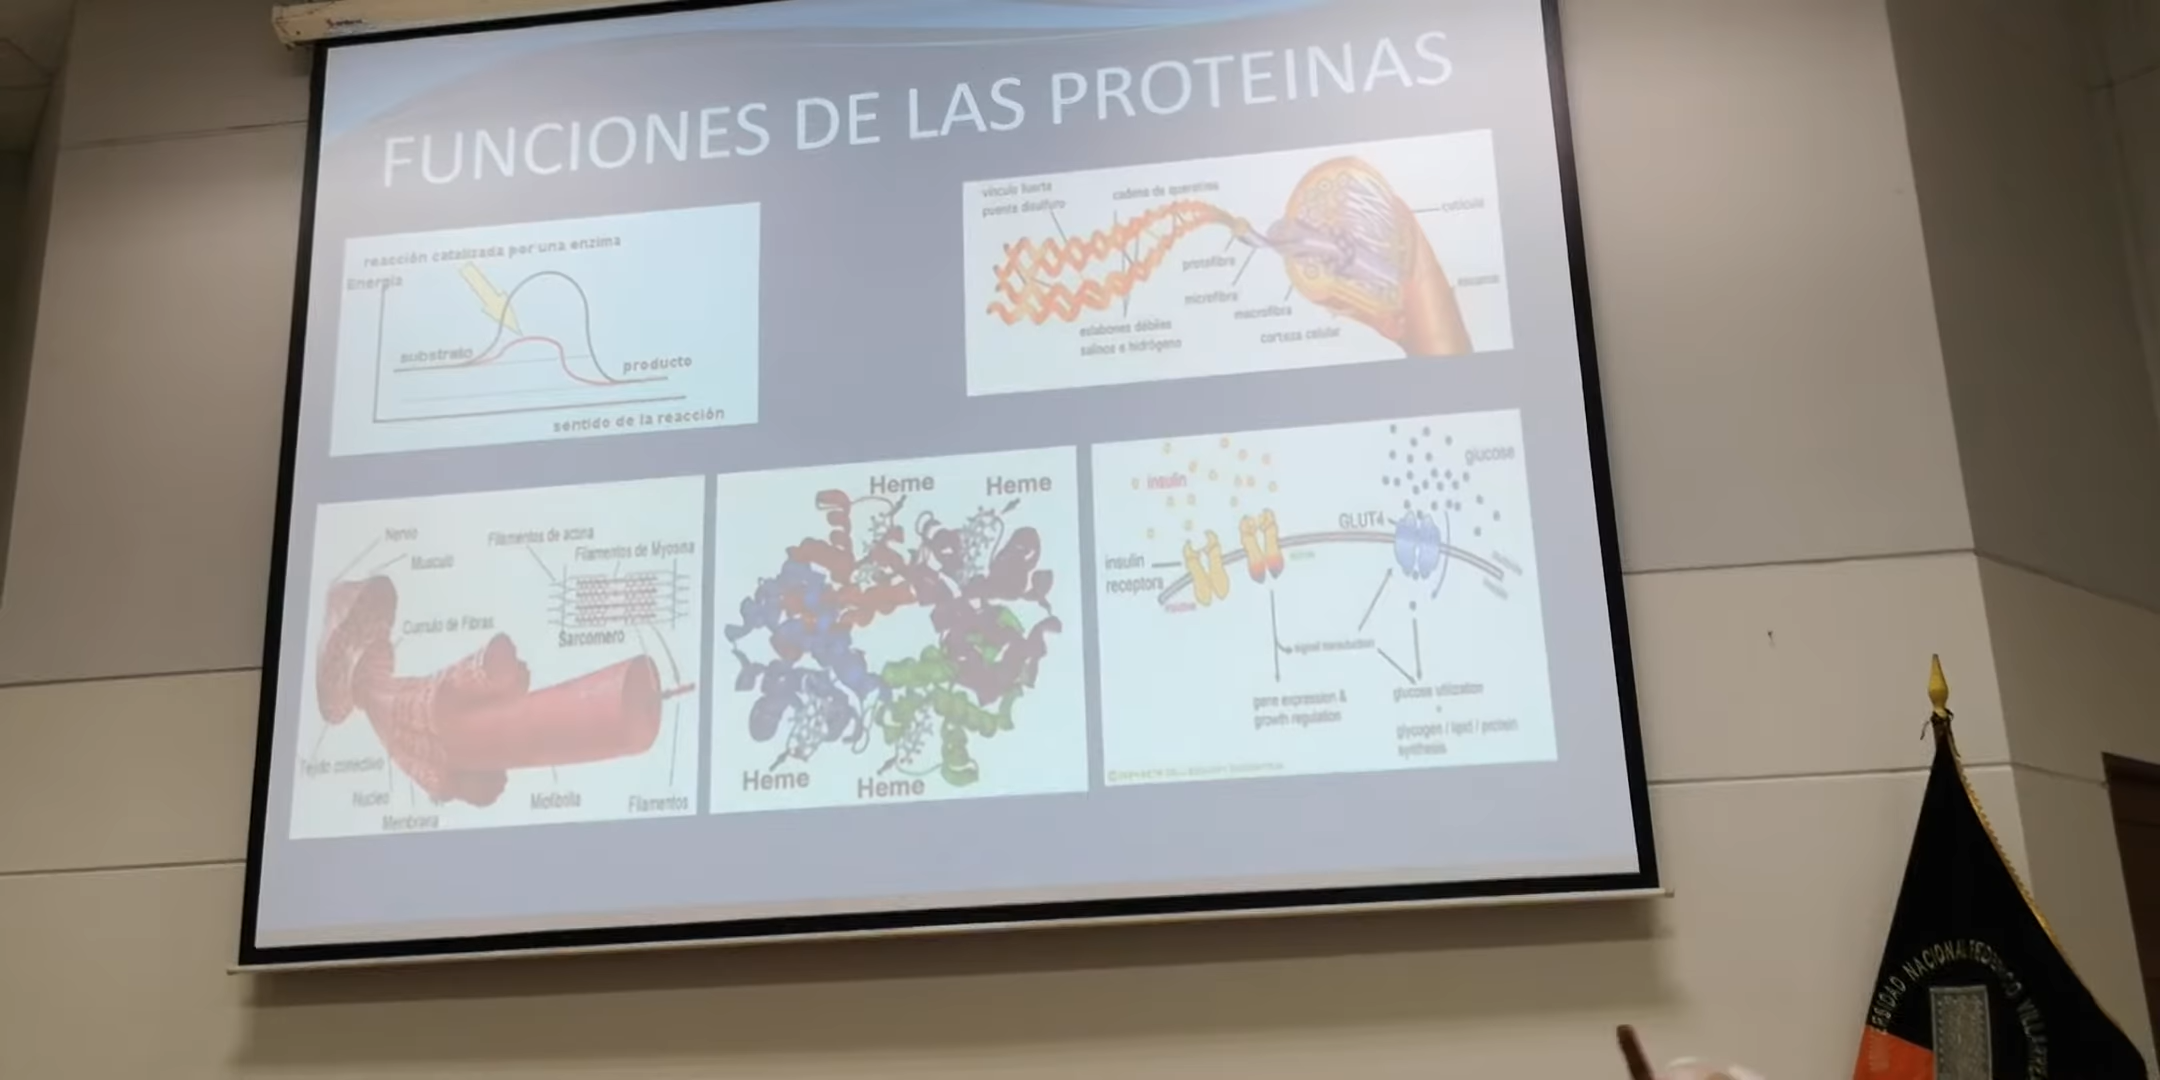 FUNCIONES DE LAS PROTEINAS
reacción catalizada por una enzima
Energía
substrato
producto
sentido de la reacción
vínculo fuerte
puente disulfuro
cadena de queratina
cutícula
protofibra
microfibra
macrofibra
eslabones débiles
salinos e hidrógeno
corteza celular
Nervio
Musculo
Filamentos de actina
Filamentos de Myosina
Cumulo de Fibras
Sarcomero
Tejido conectivo
Nucleo
Membrana
Miofibrilla
Filamentos
Heme
Heme
Heme
Heme
insulin
glucose
GLUT4
insulin
receptors
signal transduction
gene expression &
growth regulation
glucose utilization
+
glycogen / lipid / protein
synthesis
NACIONAL FEDERICO